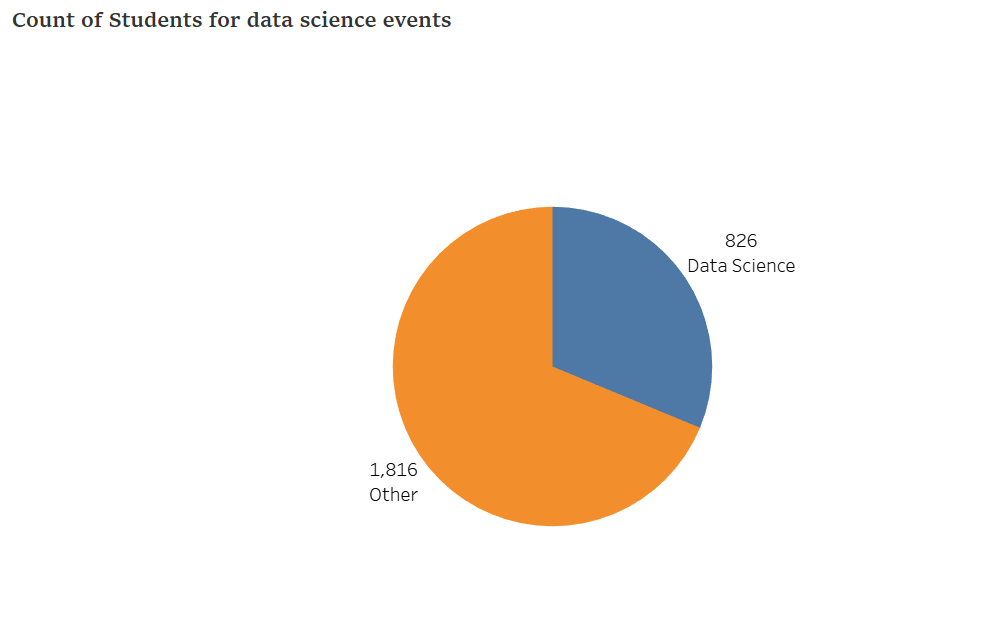 Count of Students for data science events
826
Data Science
1,816
Other